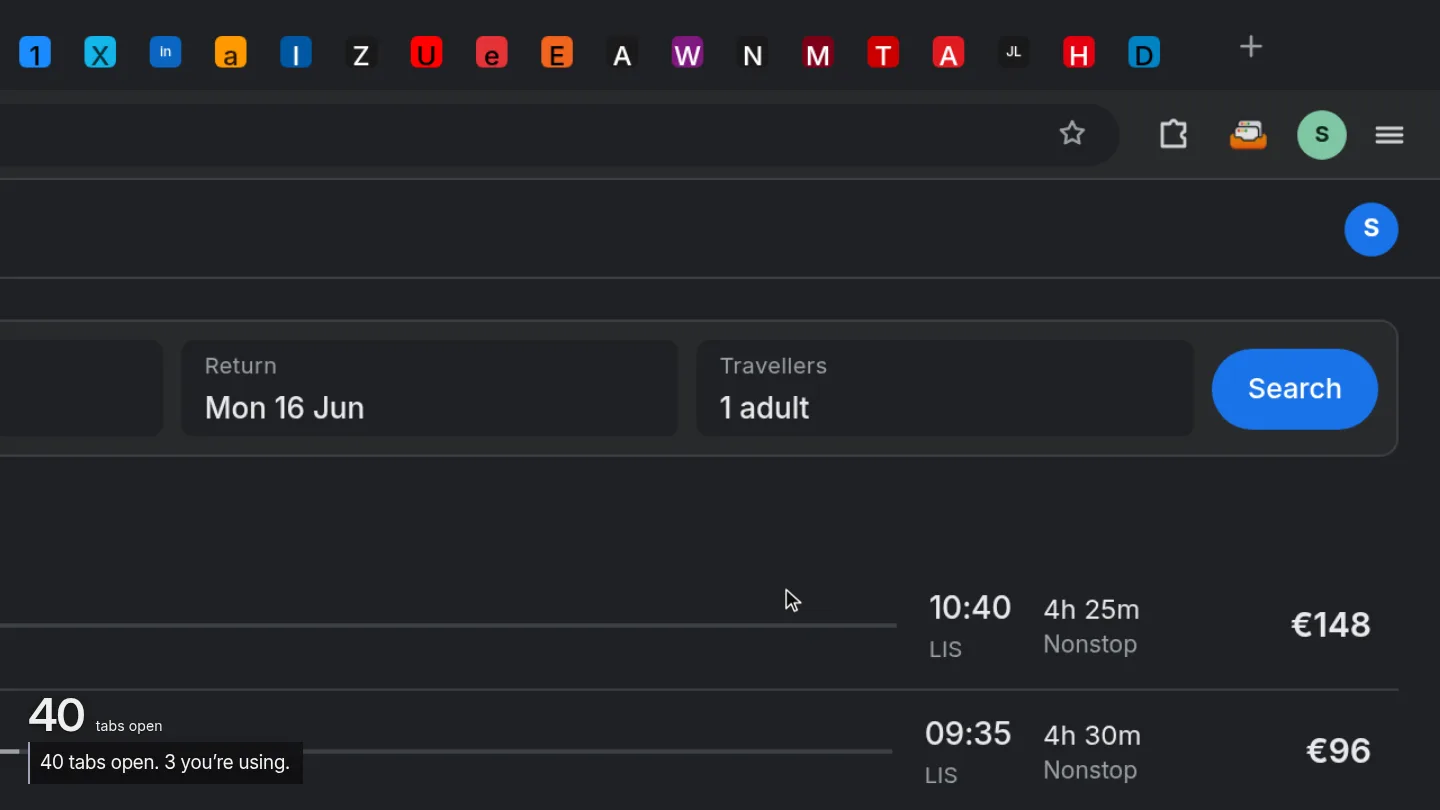 1 X in a I Z U e E A W N M T A JL H D
S
S
Return
Mon 16 Jun
Travellers
1 adult
Search
10:40
LIS
4h 25m
Nonstop
€148
40 tabs open
40 tabs open. 3 you’re using.
09:35
LIS
4h 30m
Nonstop
€96